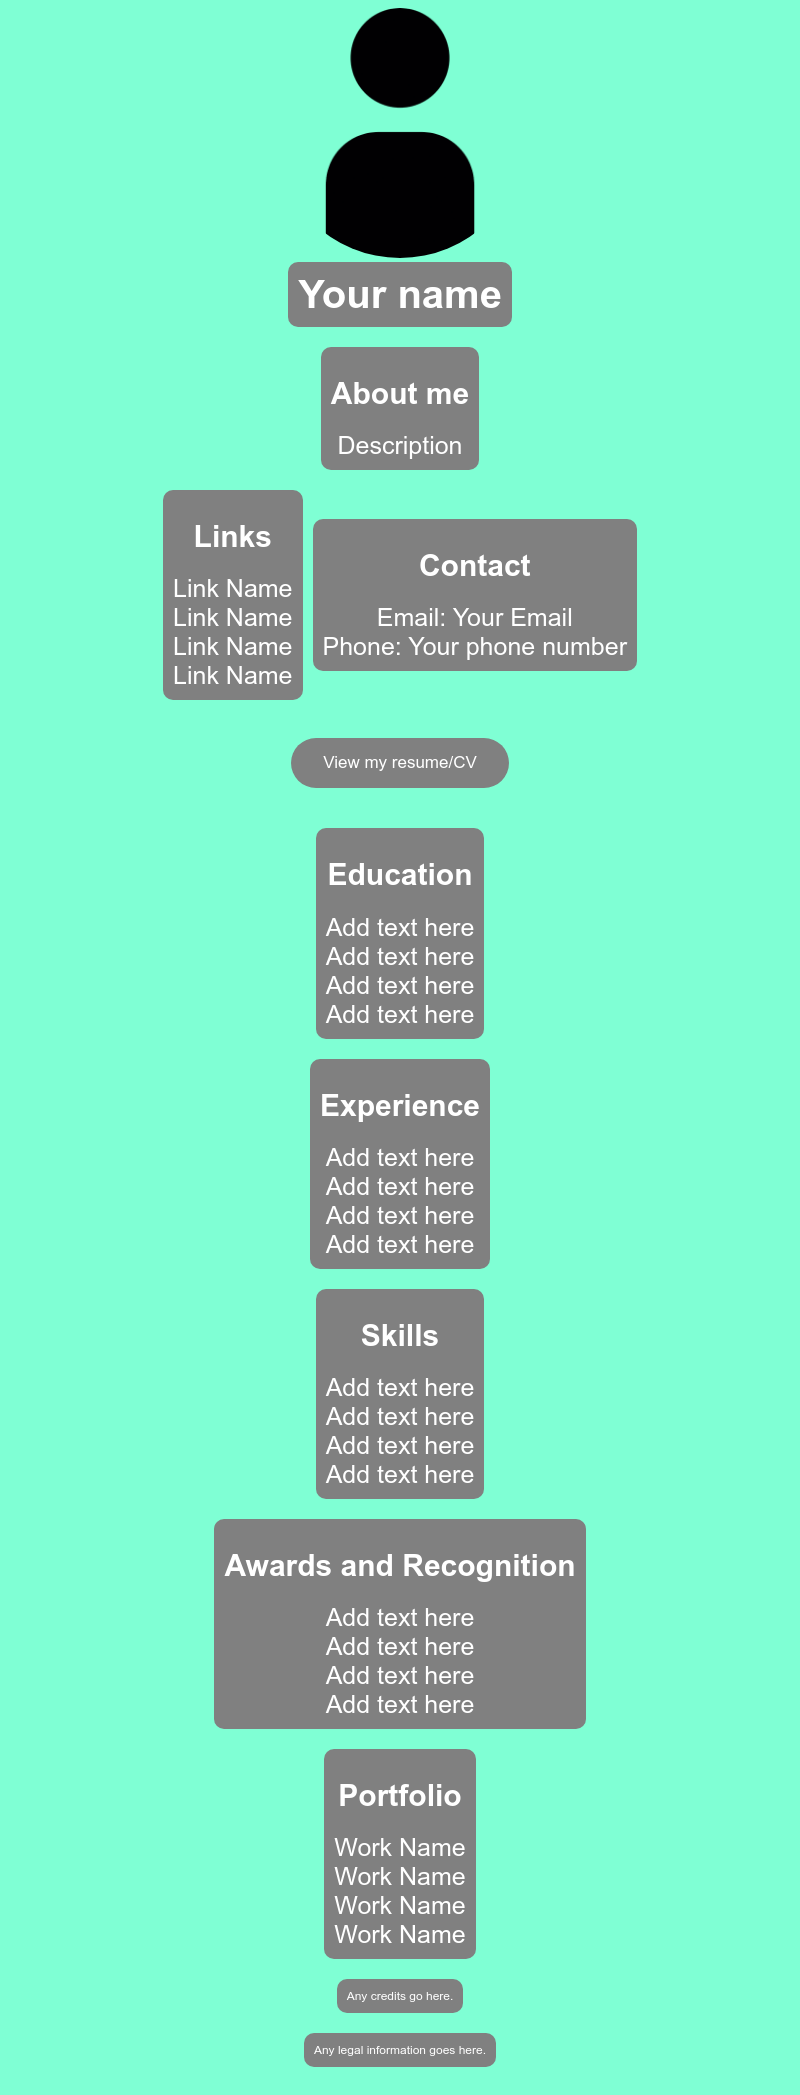 Your name
About me
Description
Links
Link Name
Link Name
Link Name
Link Name
Contact
Email: Your Email
Phone: Your phone number
View my resume/CV
Education
Add text here
Add text here
Add text here
Add text here
Experience
Add text here
Add text here
Add text here
Add text here
Skills
Add text here
Add text here
Add text here
Add text here
Awards and Recognition
Add text here
Add text here
Add text here
Add text here
Portfolio
Work Name
Work Name
Work Name
Work Name
Any credits go here.
Any legal information goes here.